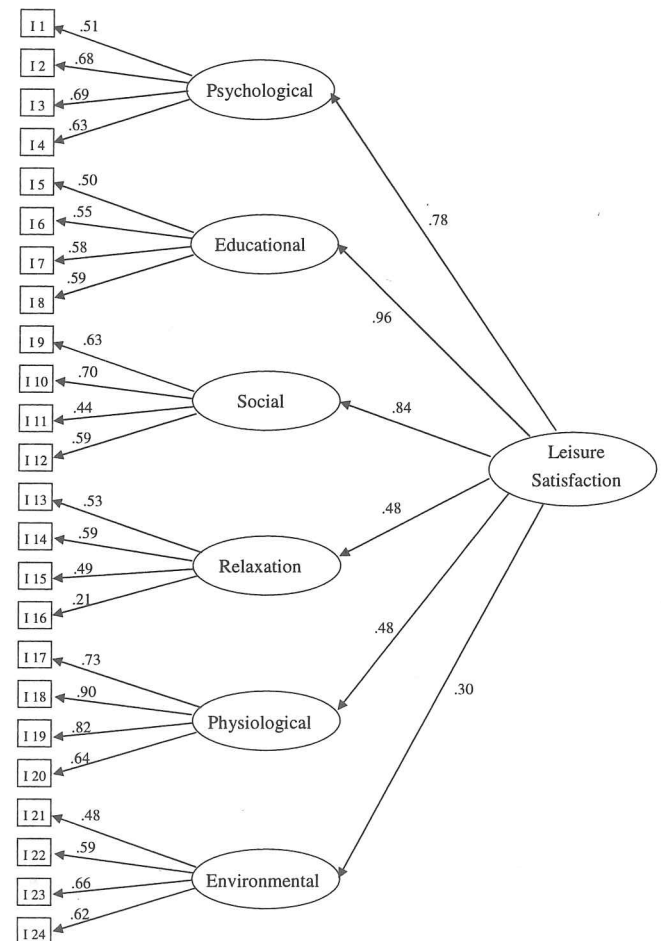 I 1
.51
I 2
.68
I 3
.69
I 4
.63
Psychological
.78
I 5
.50
I 6
.55
I 7
.58
I 8
.59
Educational
.96
I 9
.63
I 10
.70
I 11
.44
I 12
.59
Social
.84
Leisure
Satisfaction
I 13
.53
I 14
.59
I 15
.49
I 16
.21
Relaxation
.48
I 17
.73
I 18
.90
I 19
.82
I 20
.64
Physiological
.48
I 21
.48
I 22
.59
I 23
.66
I 24
.62
Environmental
.30